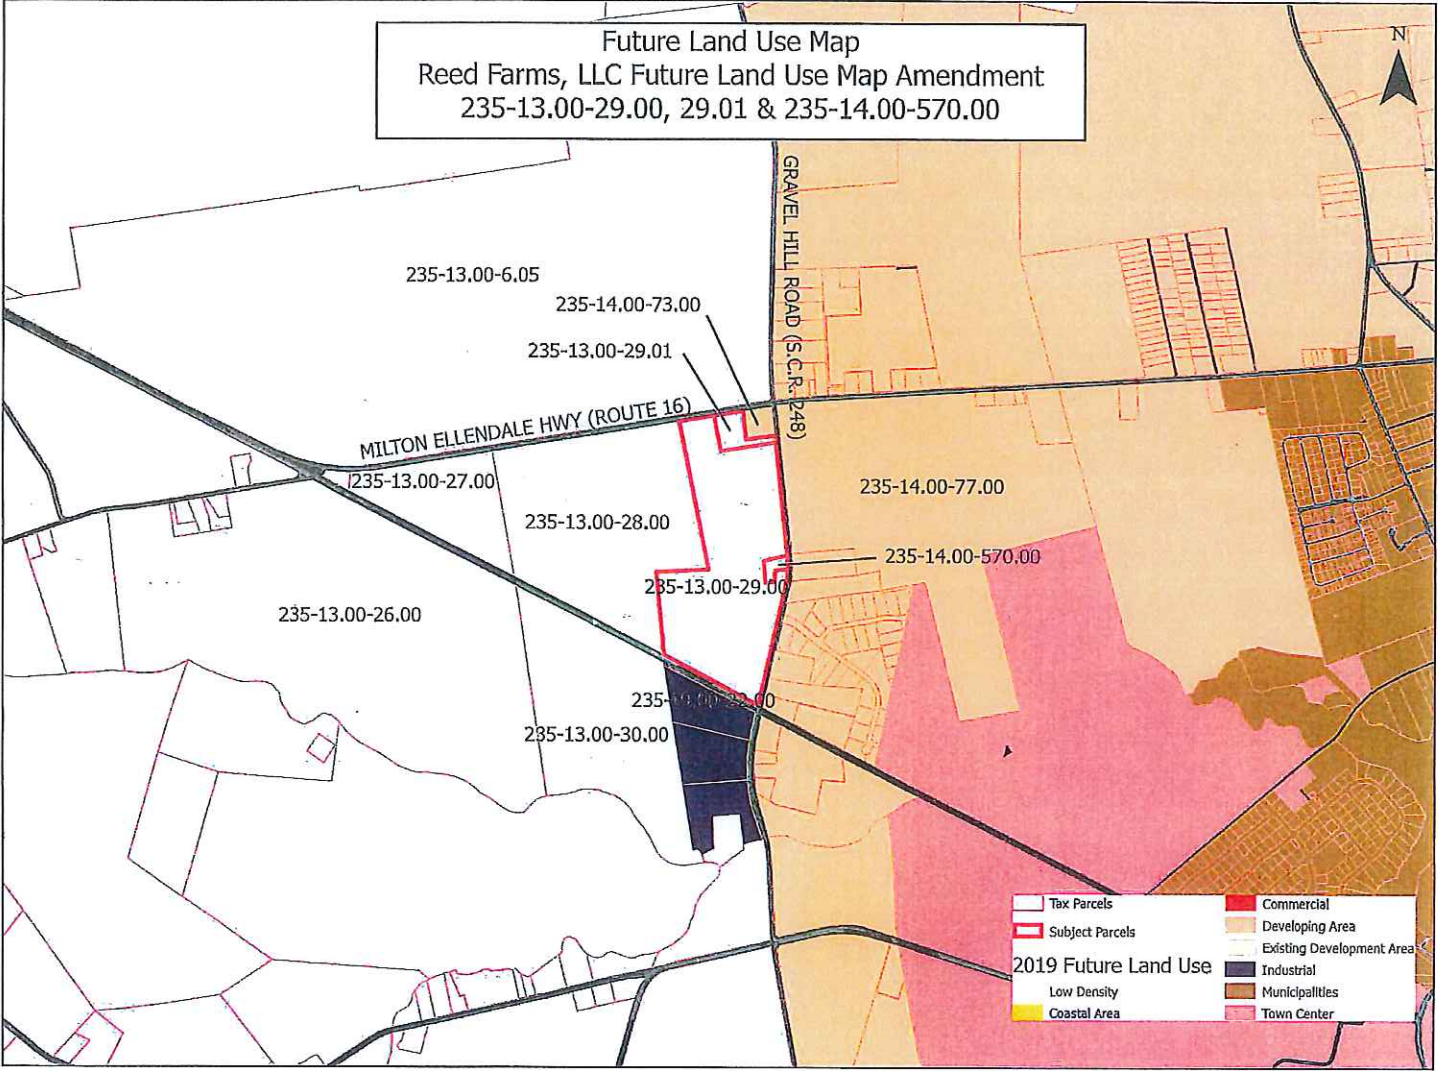 Future Land Use Map
Reed Farms, LLC Future Land Use Map Amendment
235-13.00-29.00, 29.01 & 235-14.00-570.00
N
GRAVEL HILL ROAD (S.C.R. 248)
235-13.00-6.05
235-14.00-73.00
235-13.00-29.01
MILTON ELLENDALE HWY (ROUTE 16)
235-13.00-27.00
235-14.00-77.00
235-13.00-28.00
235-14.00-570.00
235-13.00-29.00
235-13.00-26.00
235-13.00-30.00
Tax Parcels
Subject Parcels
2019 Future Land Use
Low Density
Coastal Area
Commercial
Developing Area
Existing Development Area
Industrial
Municipalities
Town Center